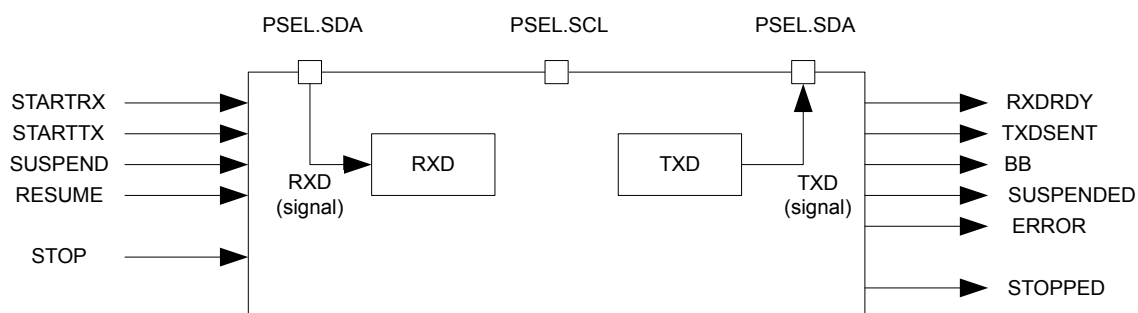 PSEL.SDA
PSEL.SCL
PSEL.SDA
STARTRX
STARTTX
SUSPEND
RESUME
STOP
RXD
(signal)
RXD
TXD
TXD
(signal)
RXDRDY
TXDSENT
BB
SUSPENDED
ERROR
STOPPED